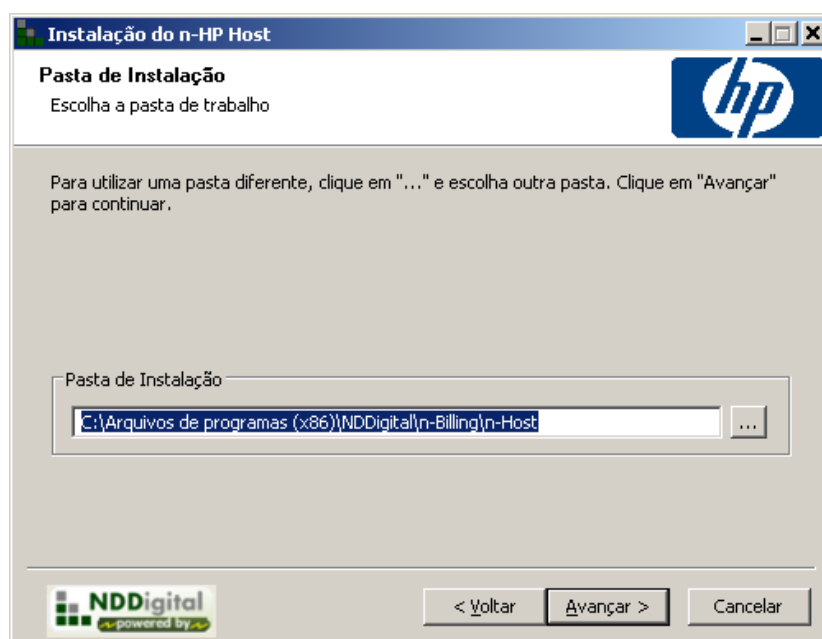 Instalação do n-HP Host
Pasta de Instalação
Escolha a pasta de trabalho
hp
Para utilizar uma pasta diferente, clique em "..." e escolha outra pasta. Clique em "Avançar"
para continuar.
Pasta de Instalação
C:\Arquivos de programas (x86)\NDDigital\n-Billing\n-Host
...
NDDigital
powered by
< Voltar
Avançar >
Cancelar